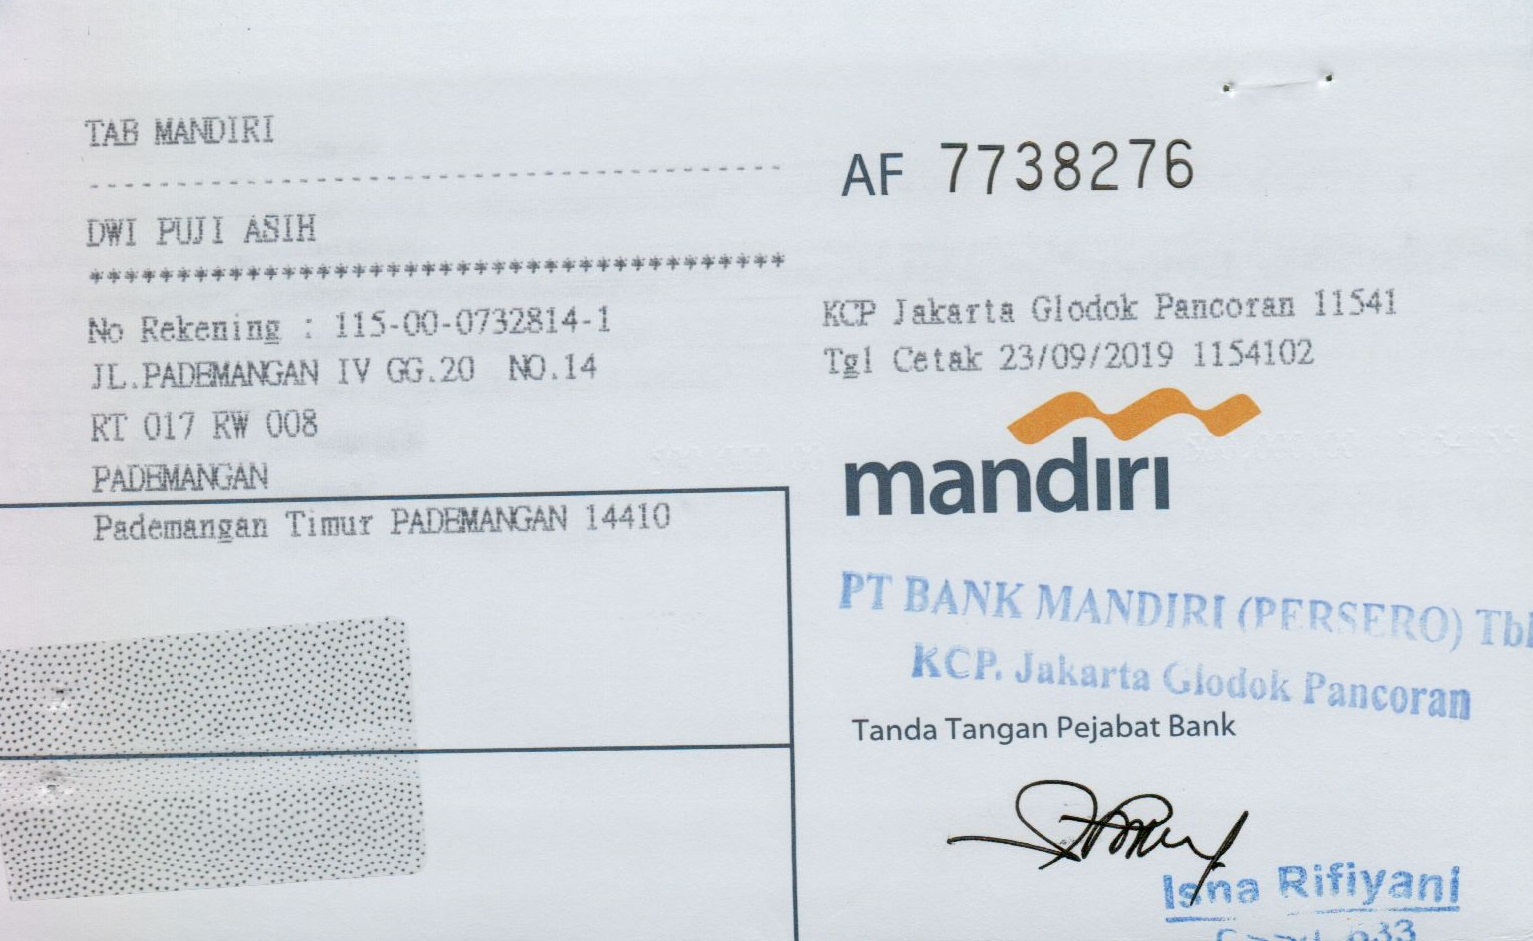 TAB MANDIRI
----------------------------------------
DWI PUJI ASIH
****************************************
No Rekening : 115-00-0732814-1
JL.PADEMANGAN IV GG.20 NO.14
RT 017 RW 008
PADEMANGAN
Pademangan Timur PADEMANGAN 14410
AF 7738276
KCP Jakarta Glodok Pancoran 11541
Tgl Cetak 23/09/2019 1154102
mandiri
PT BANK MANDIRI (PERSERO) Tbk
KCP. Jakarta Glodok Pancoran
Tanda Tangan Pejabat Bank
Isna Rifiyani